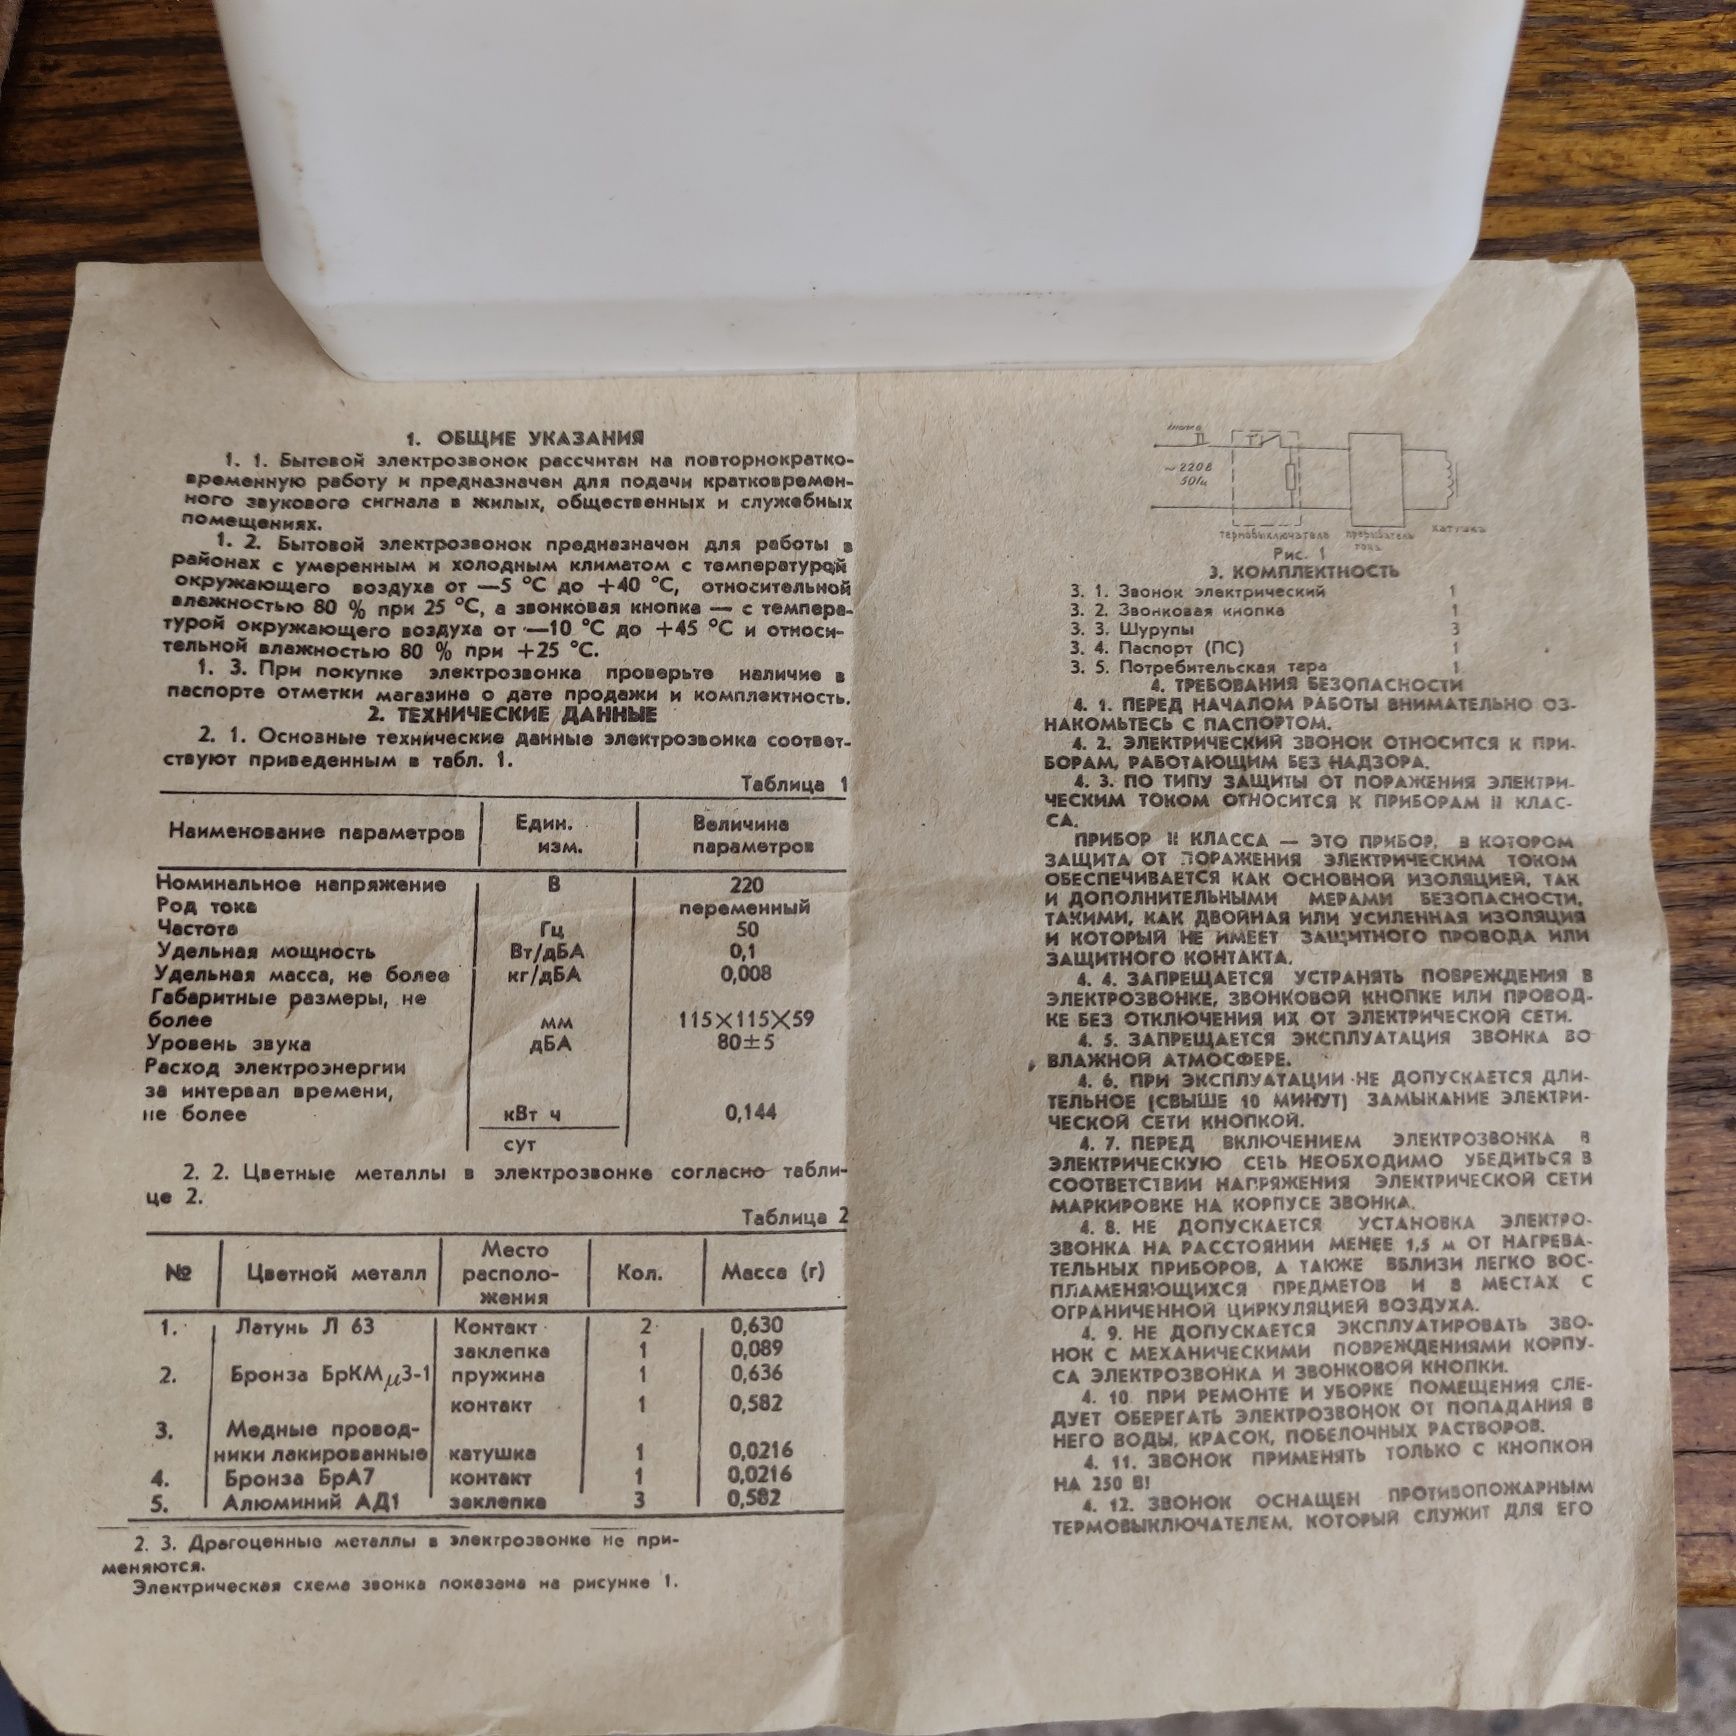 1. ОБЩИЕ УКАЗАНИЯ
1. 1. Бытовой электрозвонок рассчитан на повторнократко-
временную работу и предназначен для подачи кратковремен-
ного звукового сигнала в жилых, общественных и служебных
помещениях.
1. 2. Бытовой электрозвонок предназначен для работы в
районах с умеренным и холодным климатом с температурой
окружающего воздуха от —5 °С до +40 °С, относительной
влажностью 80 % при 25 °С, а звонковая кнопка — с темпера-
турой окружающего воздуха от —10 °С до +45 °С и относи-
тельной влажностью 80 % при +25 °С.
1. 3. При покупке электрозвонка проверьте наличие в
паспорте отметки магазина о дате продажи и комплектность.
2. ТЕХНИЧЕСКИЕ ДАННЫЕ
2. 1. Основные технические данные электрозвонка соответ-
ствуют приведенным в табл. 1.
Таблица 1
Наименование параметров Един. изм. Величина параметров
Номинальное напряжение В 220
Род тока переменный
Частота Гц 50
Удельная мощность Вт/дБА 0,1
Удельная масса, не более кг/дБА 0,008
Габаритные размеры, не
более мм 115×115×59
Уровень звука дБА 80±5
Расход электроэнергии
за интервал времени,
не более кВт ч 0,144
сут
2. 2. Цветные металлы в электрозвонке согласно табли-
це 2.
Таблица 2
№ Цветной металл Место располо- жения Кол. Масса (г)
1. Латунь Л 63 Контакт 2 0,630
заклепка 1 0,089
2. Бронза БрКМμ3-1 пружина 1 0,636
контакт 1 0,582
3. Медные провод-
ники лакированные катушка 1 0,0216
4. Бронза БрА7 контакт 1 0,0216
5. Алюминий АД1 заклепка 3 0,582
2. 3. Драгоценные металлы в электрозвонке не при-
меняются.
Электрическая схема звонка показана на рисунке 1.
кнопка
~220в
50Гц
термовыключатель прерыватель тока катушка
Рис. 1
3. КОМПЛЕКТНОСТЬ
3. 1. Звонок электрический 1
3. 2. Звонковая кнопка 1
3. 3. Шурупы 3
3. 4. Паспорт (ПС) 1
3. 5. Потребительская тара 1
4. ТРЕБОВАНИЯ БЕЗОПАСНОСТИ
4. 1. ПЕРЕД НАЧАЛОМ РАБОТЫ ВНИМАТЕЛЬНО ОЗ-
НАКОМЬТЕСЬ С ПАСПОРТОМ.
4. 2. ЭЛЕКТРИЧЕСКИЙ ЗВОНОК ОТНОСИТСЯ К ПРИ-
БОРАМ, РАБОТАЮЩИМ БЕЗ НАДЗОРА.
4. 3. ПО ТИПУ ЗАЩИТЫ ОТ ПОРАЖЕНИЯ ЭЛЕКТРИ-
ЧЕСКИМ ТОКОМ ОТНОСИТСЯ К ПРИБОРАМ II КЛАС-
СА.
ПРИБОР II КЛАССА — ЭТО ПРИБОР, В КОТОРОМ
ЗАЩИТА ОТ ПОРАЖЕНИЯ ЭЛЕКТРИЧЕСКИМ ТОКОМ
ОБЕСПЕЧИВАЕТСЯ КАК ОСНОВНОЙ ИЗОЛЯЦИЕЙ, ТАК
И ДОПОЛНИТЕЛЬНЫМИ МЕРАМИ БЕЗОПАСНОСТИ,
ТАКИМИ, КАК ДВОЙНАЯ ИЛИ УСИЛЕННАЯ ИЗОЛЯЦИЯ
И КОТОРЫЙ НЕ ИМЕЕТ ЗАЩИТНОГО ПРОВОДА ИЛИ
ЗАЩИТНОГО КОНТАКТА.
4. 4. ЗАПРЕЩАЕТСЯ УСТРАНЯТЬ ПОВРЕЖДЕНИЯ В
ЭЛЕКТРОЗВОНКЕ, ЗВОНКОВОЙ КНОПКЕ ИЛИ ПРОВОД-
КЕ БЕЗ ОТКЛЮЧЕНИЯ ИХ ОТ ЭЛЕКТРИЧЕСКОЙ СЕТИ.
4. 5. ЗАПРЕЩАЕТСЯ ЭКСПЛУАТАЦИЯ ЗВОНКА ВО
ВЛАЖНОЙ АТМОСФЕРЕ.
4. 6. ПРИ ЭКСПЛУАТАЦИИ НЕ ДОПУСКАЕТСЯ ДЛИ-
ТЕЛЬНОЕ (СВЫШЕ 10 МИНУТ) ЗАМЫКАНИЕ ЭЛЕКТРИ-
ЧЕСКОЙ СЕТИ КНОПКОЙ.
4. 7. ПЕРЕД ВКЛЮЧЕНИЕМ ЭЛЕКТРОЗВОНКА В
ЭЛЕКТРИЧЕСКУЮ СЕТЬ НЕОБХОДИМО УБЕДИТЬСЯ В
СООТВЕТСТВИИ НАПРЯЖЕНИЯ ЭЛЕКТРИЧЕСКОЙ СЕТИ
МАРКИРОВКЕ НА КОРПУСЕ ЗВОНКА.
4. 8. НЕ ДОПУСКАЕТСЯ УСТАНОВКА ЭЛЕКТРО-
ЗВОНКА НА РАССТОЯНИИ МЕНЕЕ 1,5 м ОТ НАГРЕВА-
ТЕЛЬНЫХ ПРИБОРОВ, А ТАКЖЕ ВБЛИЗИ ЛЕГКО ВОС-
ПЛАМЕНЯЮЩИХСЯ ПРЕДМЕТОВ И В МЕСТАХ С
ОГРАНИЧЕННОЙ ЦИРКУЛЯЦИЕЙ ВОЗДУХА.
4. 9. НЕ ДОПУСКАЕТСЯ ЭКСПЛУАТИРОВАТЬ ЗВО-
НОК С МЕХАНИЧЕСКИМИ ПОВРЕЖДЕНИЯМИ КОРПУ-
СА ЭЛЕКТРОЗВОНКА И ЗВОНКОВОЙ КНОПКИ.
4. 10. ПРИ РЕМОНТЕ И УБОРКЕ ПОМЕЩЕНИЯ СЛЕ-
ДУЕТ ОБЕРЕГАТЬ ЭЛЕКТРОЗВОНОК ОТ ПОПАДАНИЯ В
НЕГО ВОДЫ, КРАСОК, ПОБЕЛОЧНЫХ РАСТВОРОВ.
4. 11. ЗВОНОК ПРИМЕНЯТЬ ТОЛЬКО С КНОПКОЙ
НА 250 В!
4. 12. ЗВОНОК ОСНАЩЕН ПРОТИВОПОЖАРНЫМ
ТЕРМОВЫКЛЮЧАТЕЛЕМ, КОТОРЫЙ СЛУЖИТ ДЛЯ ЕГО